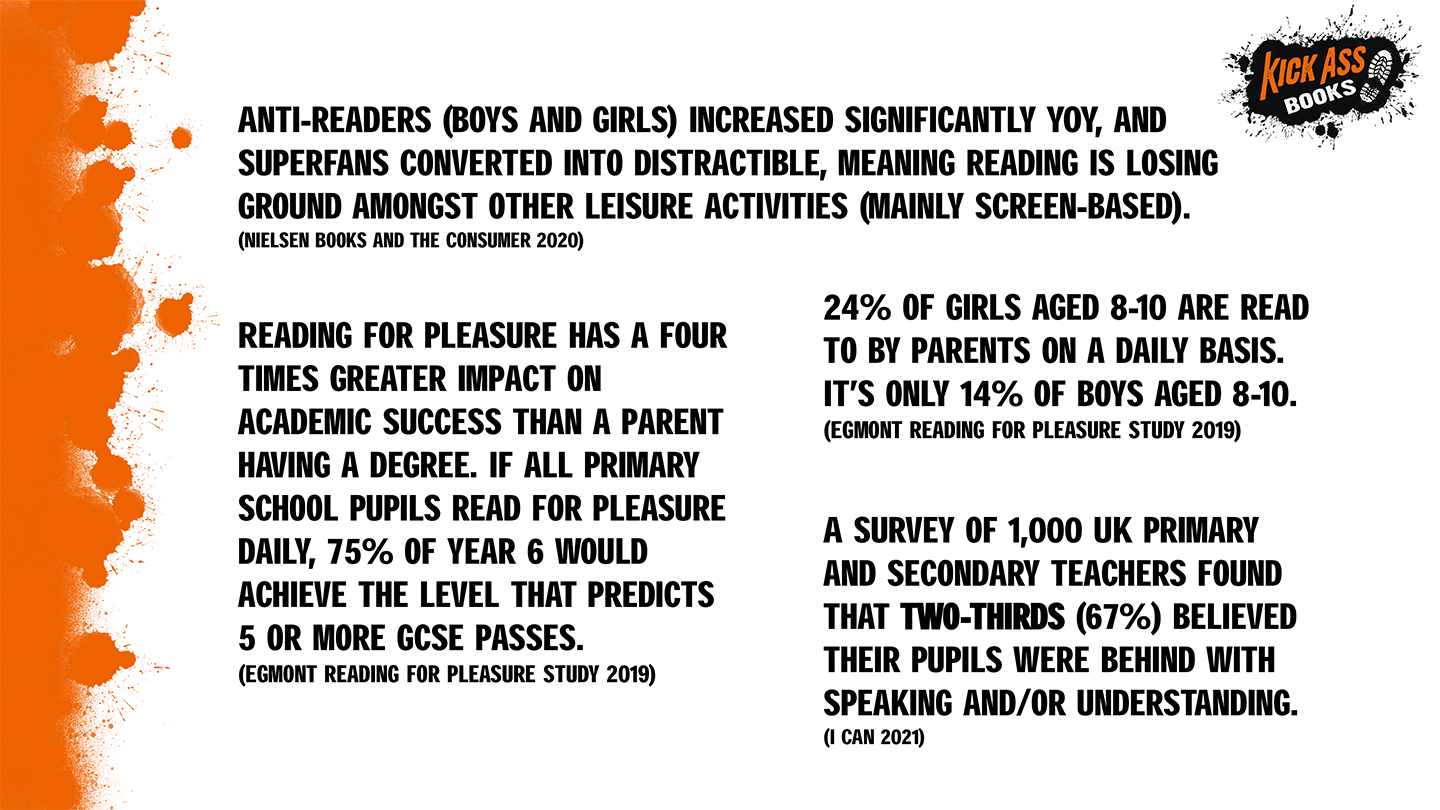 KICK ASS
BOOKS
ANTI-READERS (BOYS AND GIRLS) INCREASED SIGNIFICANTLY YOY, AND
SUPERFANS CONVERTED INTO DISTRACTIBLE, MEANING READING IS LOSING
GROUND AMONGST OTHER LEISURE ACTIVITIES (MAINLY SCREEN-BASED).
(NIELSEN BOOKS AND THE CONSUMER 2020)
READING FOR PLEASURE HAS A FOUR
TIMES GREATER IMPACT ON
ACADEMIC SUCCESS THAN A PARENT
HAVING A DEGREE. IF ALL PRIMARY
SCHOOL PUPILS READ FOR PLEASURE
DAILY, 75% OF YEAR 6 WOULD
ACHIEVE THE LEVEL THAT PREDICTS
5 OR MORE GCSE PASSES.
(EGMONT READING FOR PLEASURE STUDY 2019)
24% OF GIRLS AGED 8-10 ARE READ
TO BY PARENTS ON A DAILY BASIS.
IT'S ONLY 14% OF BOYS AGED 8-10.
(EGMONT READING FOR PLEASURE STUDY 2019)
A SURVEY OF 1,000 UK PRIMARY
AND SECONDARY TEACHERS FOUND
THAT TWO-THIRDS (67%) BELIEVED
THEIR PUPILS WERE BEHIND WITH
SPEAKING AND/OR UNDERSTANDING.
(I CAN 2021)